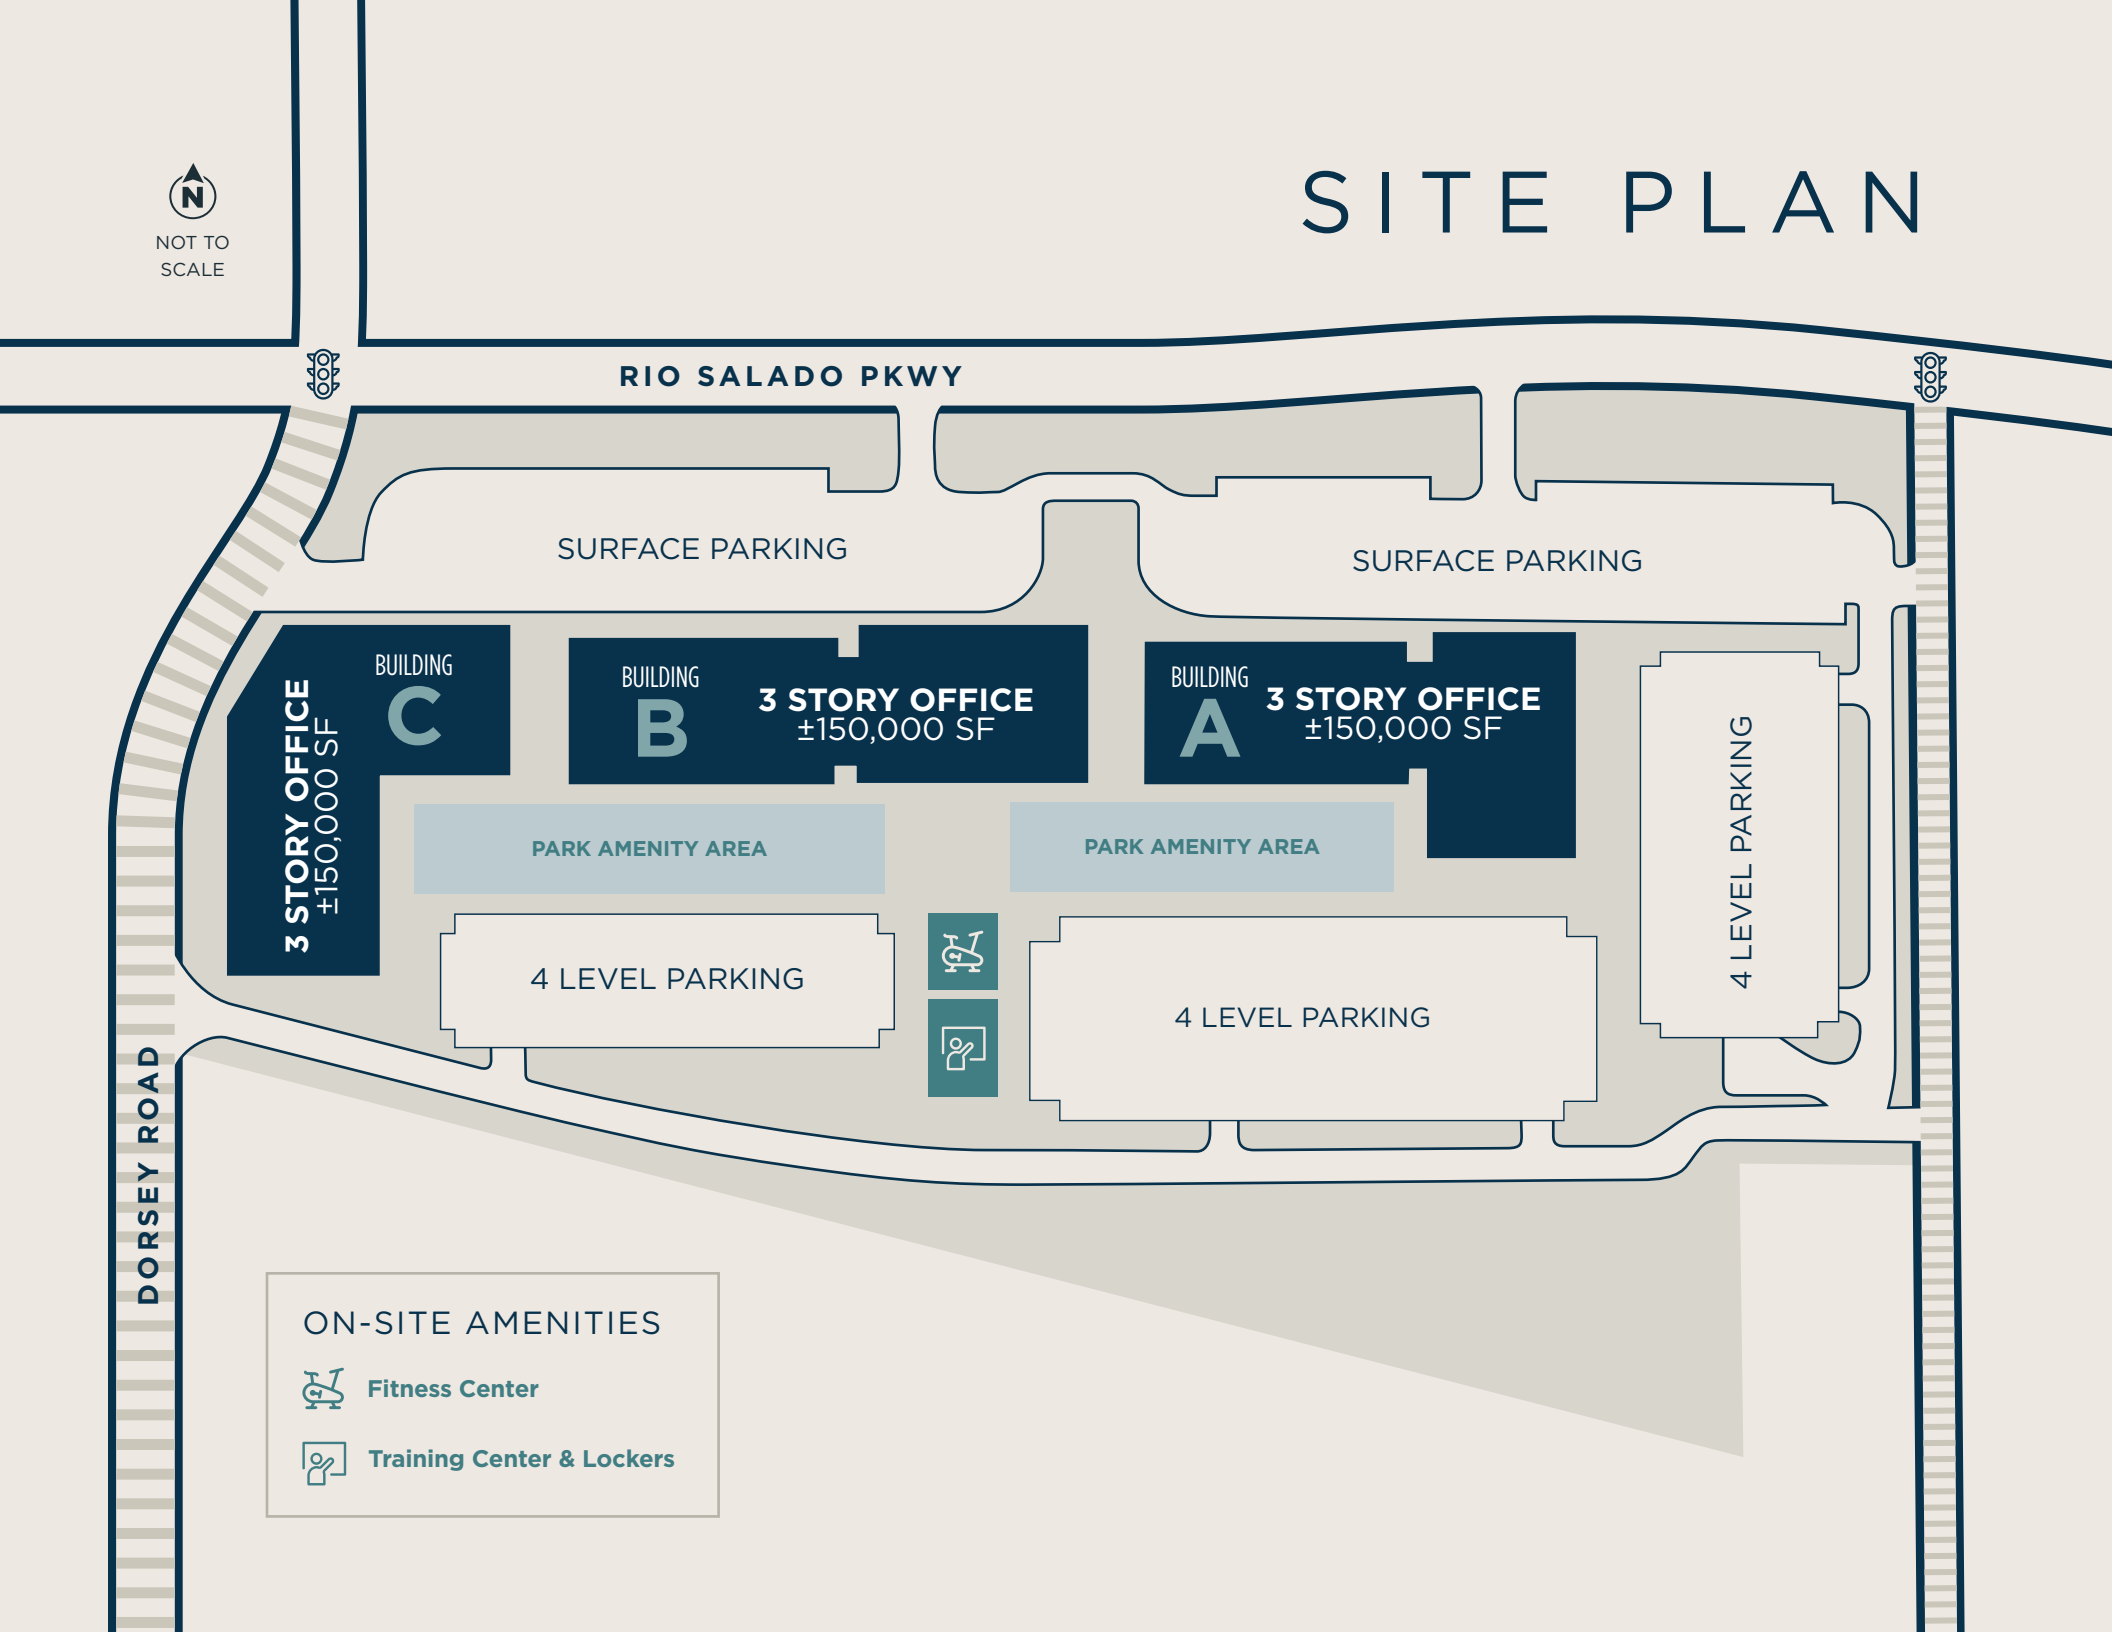 SITE PLAN
N
NOT TO
SCALE
RIO SALADO PKWY
SURFACE PARKING
SURFACE PARKING
BUILDING
C
3 STORY OFFICE
±150,000 SF
BUILDING
B
3 STORY OFFICE
±150,000 SF
BUILDING
A
3 STORY OFFICE
±150,000 SF
4 LEVEL PARKING
PARK AMENITY AREA
PARK AMENITY AREA
4 LEVEL PARKING
4 LEVEL PARKING
DORSEY ROAD
ON-SITE AMENITIES
Fitness Center
Training Center & Lockers